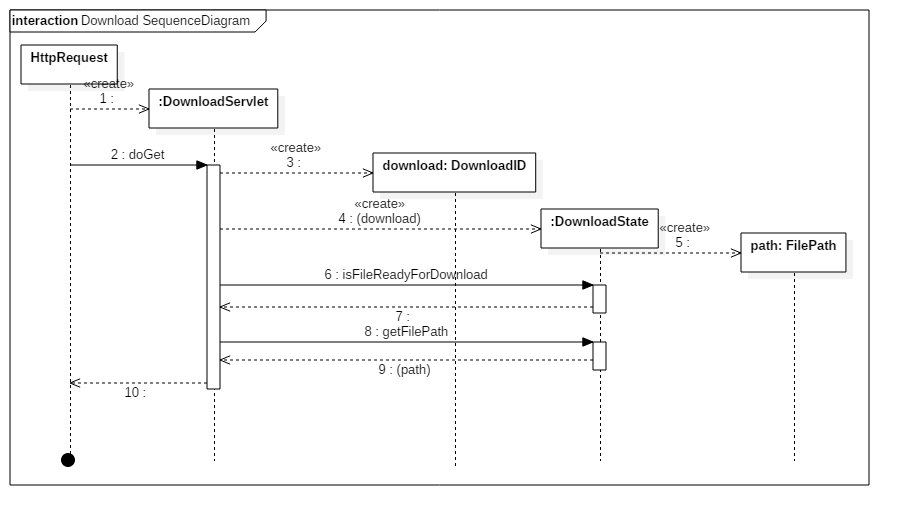 interaction Download SequenceDiagram
HttpRequest
«create»
1 :
:DownloadServlet
2 : doGet
«create»
3 :
download: DownloadID
«create»
4 : (download)
:DownloadState
«create»
5 :
path: FilePath
6 : isFileReadyForDownload
7 :
8 : getFilePath
9 : (path)
10 :